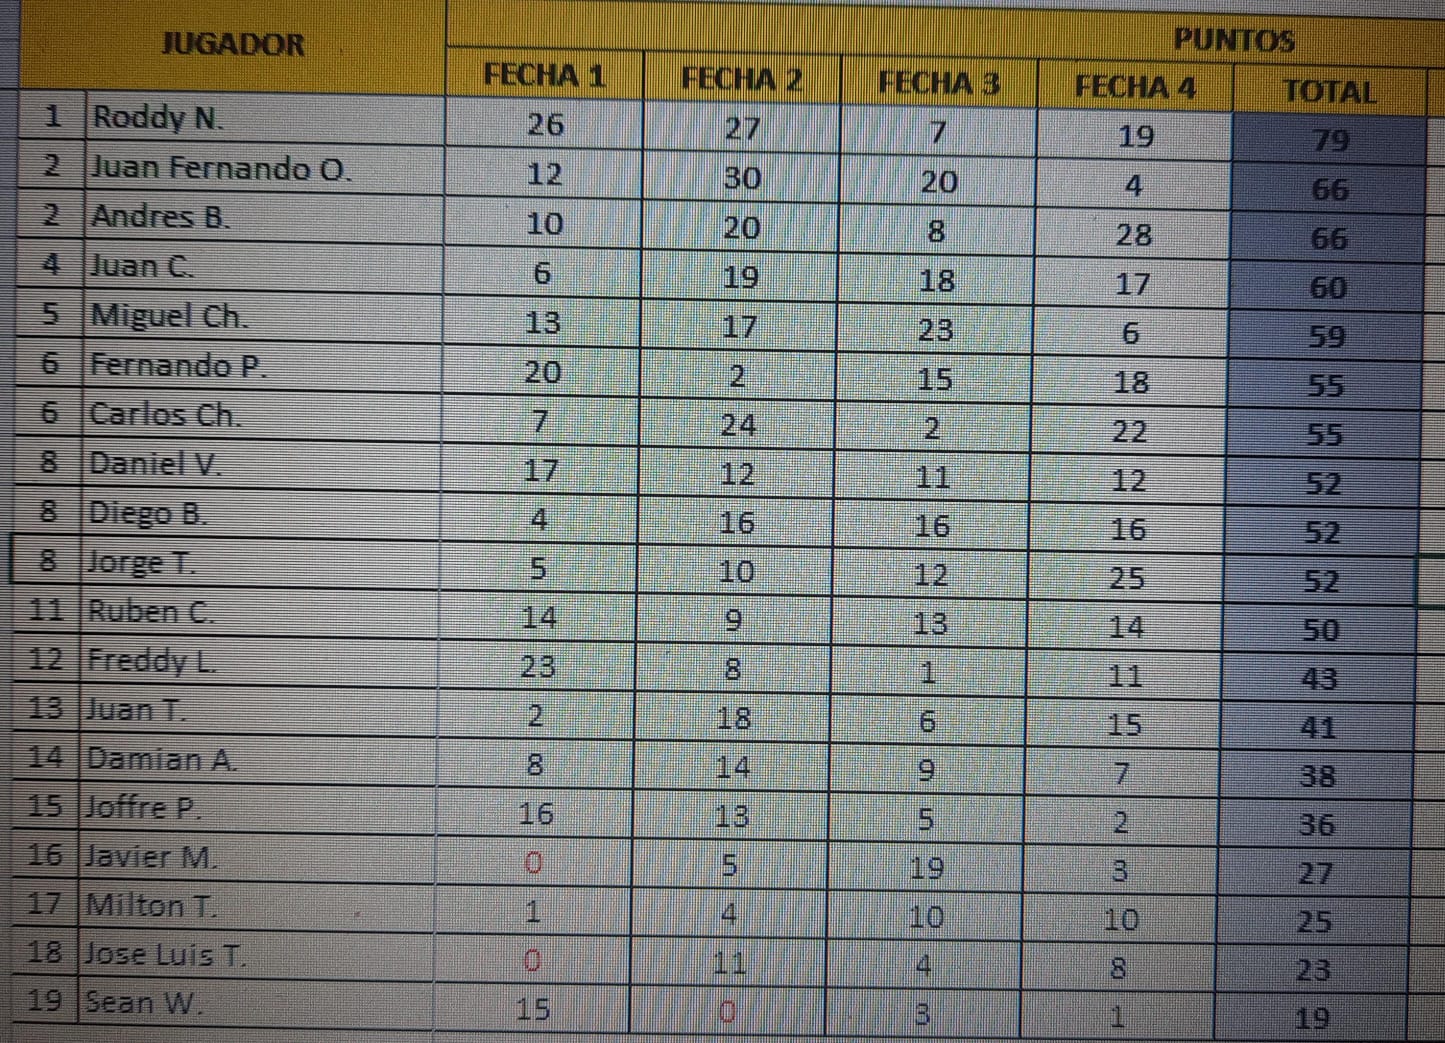 JUGADOR PUNTOS
FECHA 1 FECHA 2 FECHA 3 FECHA 4 TOTAL
1 Roddy N. 26 27 7 19 79
2 Juan Fernando O. 12 30 20 4 66
2 Andres B. 10 20 8 28 66
4 Juan C. 6 19 18 17 60
5 Miguel Ch. 13 17 23 6 59
6 Fernando P. 20 2 15 18 55
6 Carlos Ch. 7 24 2 22 55
8 Daniel V. 17 12 11 12 52
8 Diego B. 4 16 16 16 52
8 Jorge T. 5 10 12 25 52
11 Ruben C. 14 9 13 14 50
12 Freddy L. 23 8 1 11 43
13 Juan T. 2 18 6 15 41
14 Damian A. 8 14 9 7 38
15 Joffre P. 16 13 5 2 36
16 Javier M. 0 5 19 3 27
17 Milton T. 1 4 10 10 25
18 Jose Luis T. 0 11 4 8 23
19 Sean W. 15 0 3 1 19